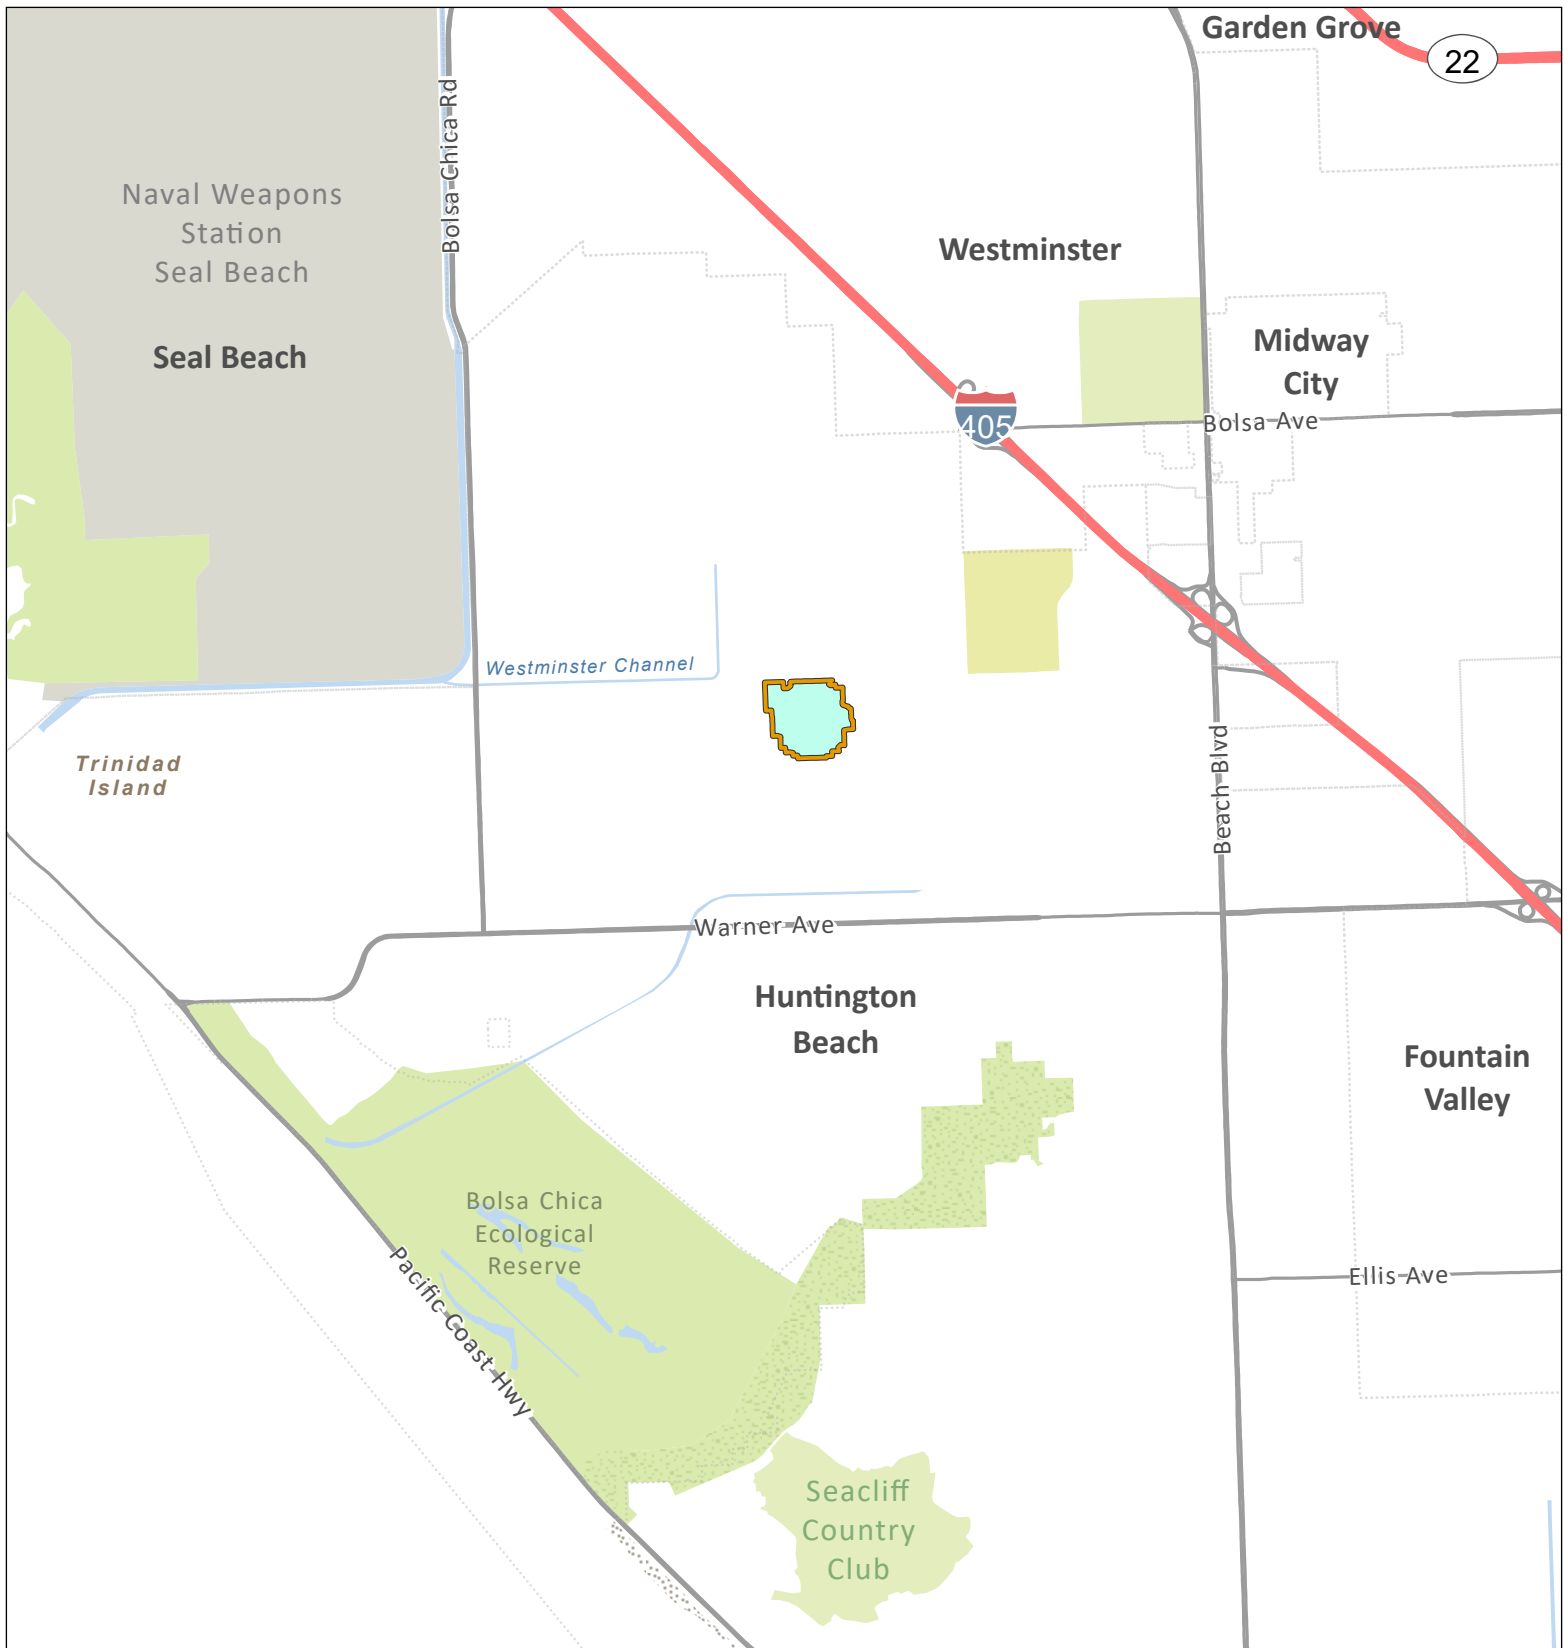 Garden Grove
22
Bolsa Chica Rd
Naval Weapons
Station
Seal Beach
Westminster
Seal Beach
Midway
City
405
Bolsa Ave
Westminster Channel
Trinidad
Island
Beach Blvd
Warner Ave
Huntington
Beach
Fountain
Valley
Bolsa Chica
Ecological
Reserve
Pacific Coast Hwy
Ellis Ave
Seacliff
Country
Club